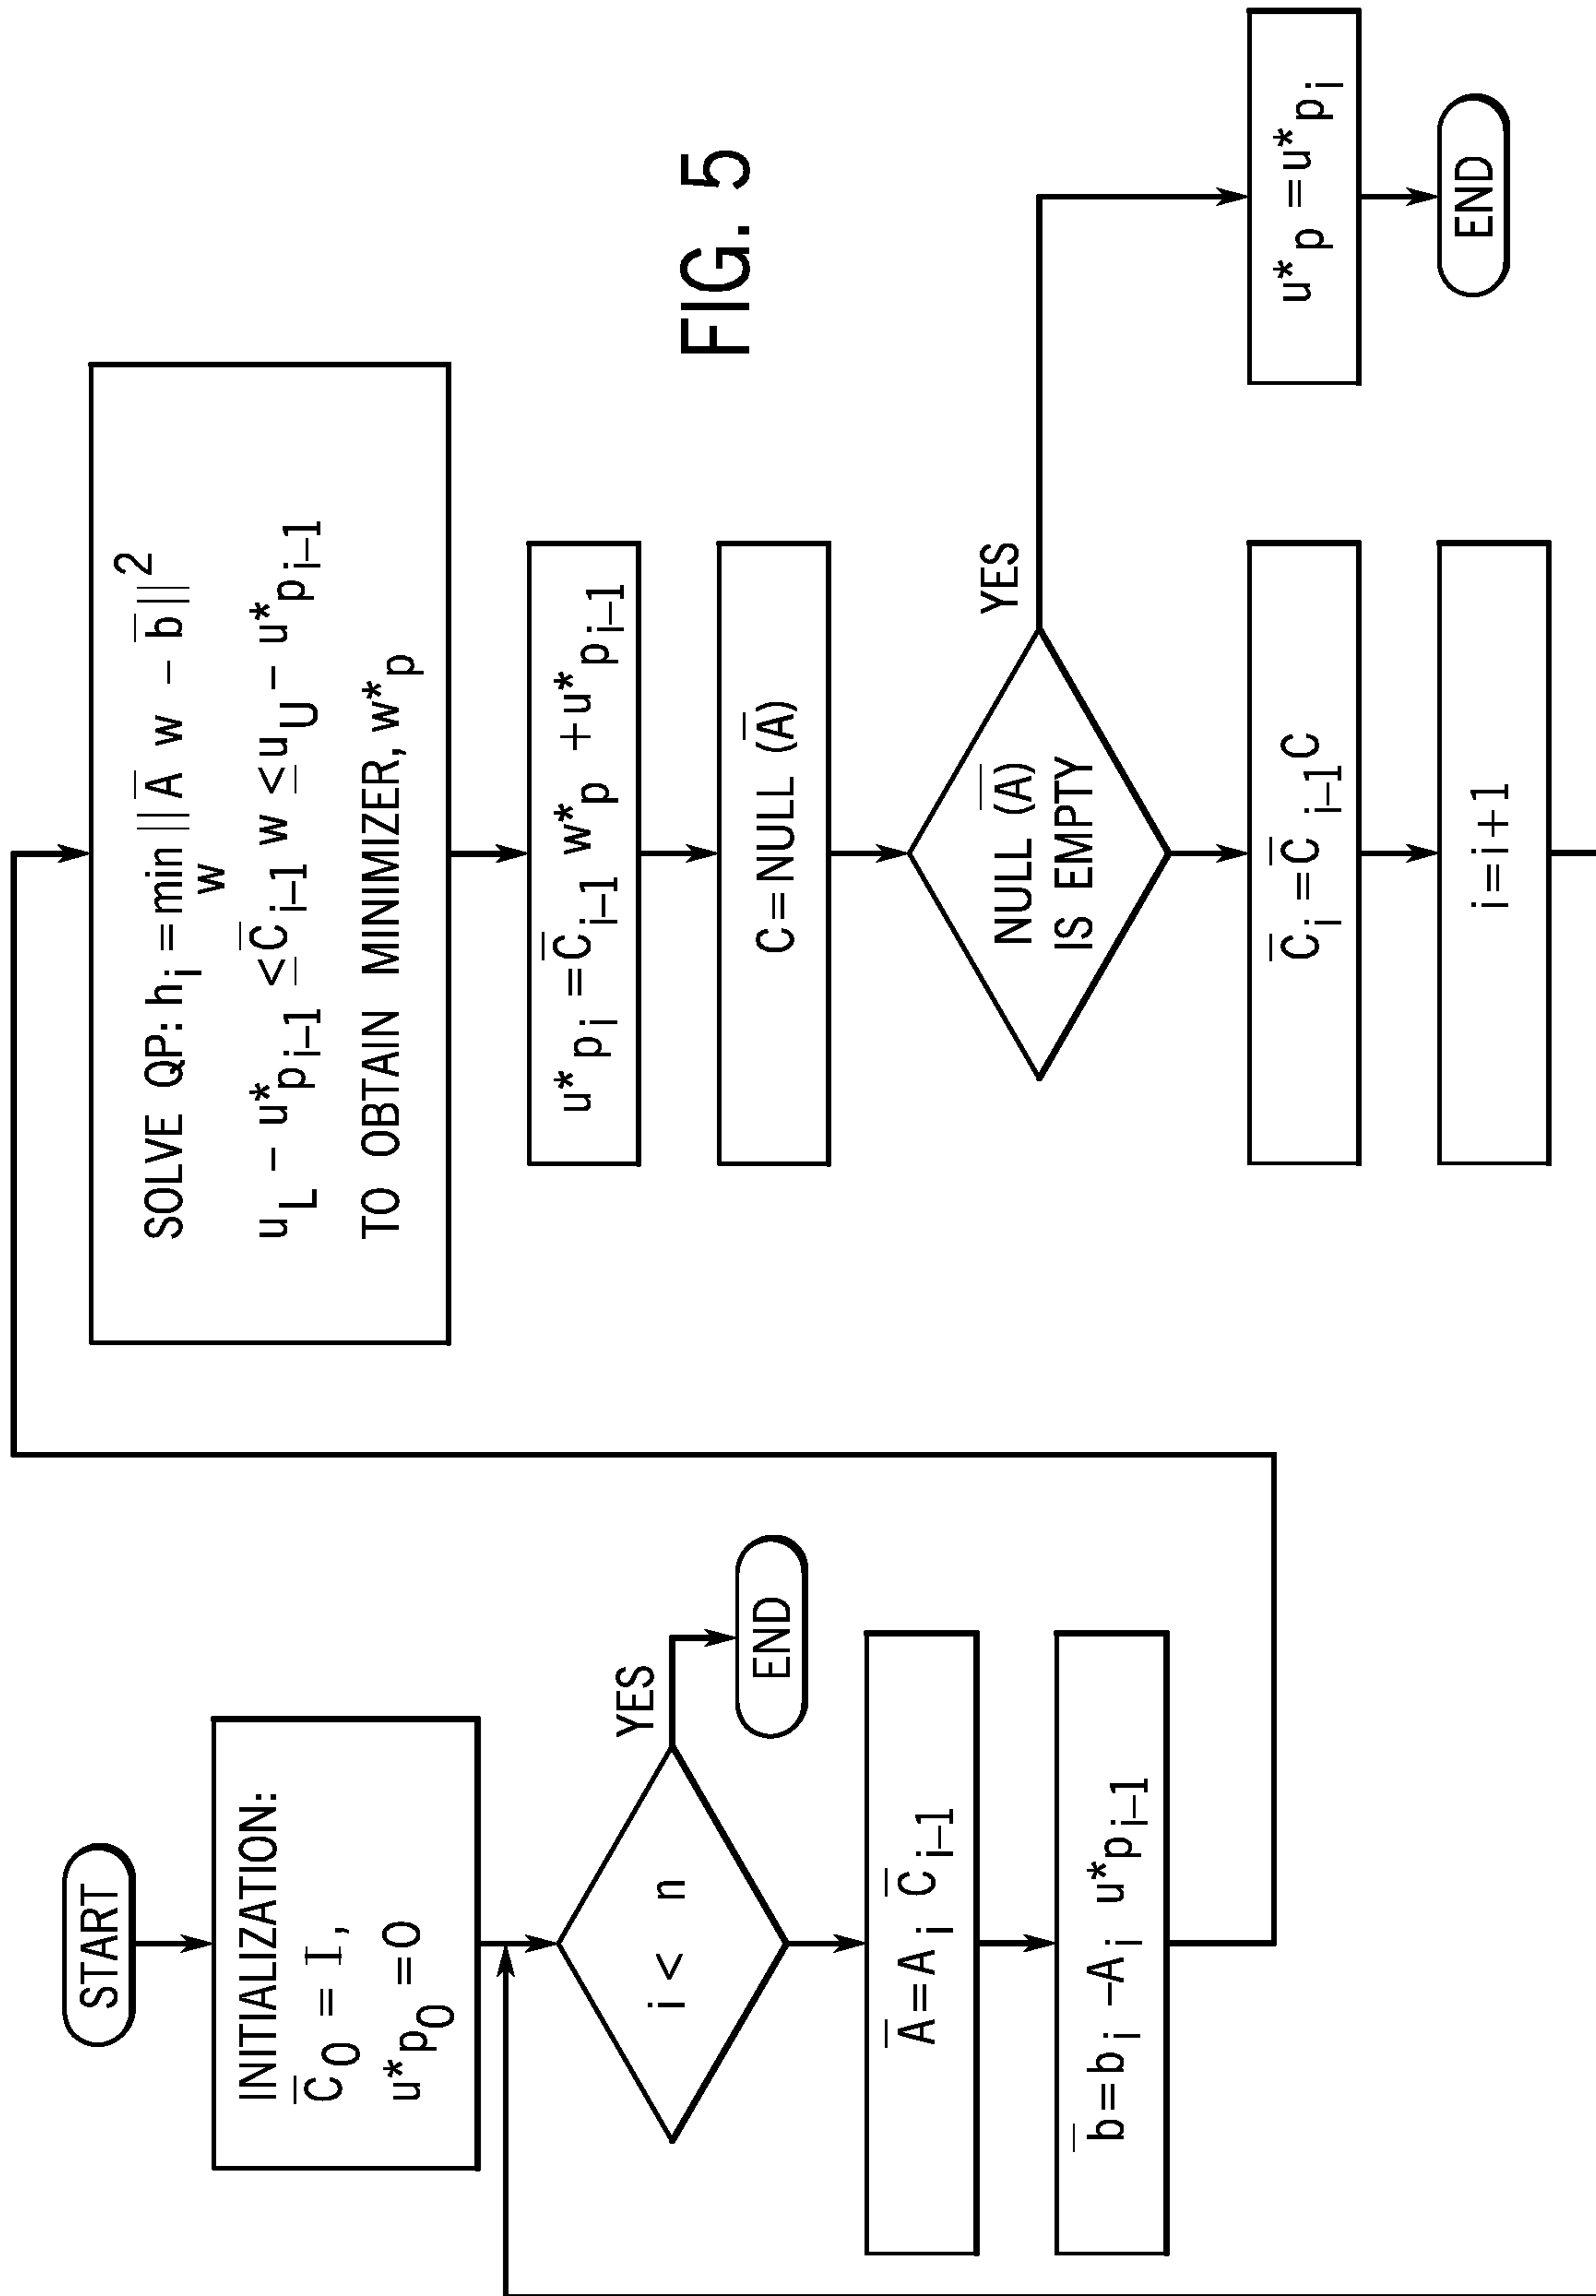 START
INITIALIZATION:
C̅₀ = I,
u*p₀ = 0
i < n
YES
END
A̅ = Aᵢ C̅ᵢ₋₁
b̅ = bᵢ − Aᵢ u*pᵢ₋₁
SOLVE QP: hᵢ = min ‖A̅ w - b̅‖²
w
u_L − u*pᵢ₋₁ ≤ C̅ᵢ₋₁ w ≤ u_U − u*pᵢ₋₁
TO OBTAIN MINIMIZER, w*p
u*pᵢ = C̅ᵢ₋₁ w*p + u*pᵢ₋₁
C = NULL (A̅)
NULL (A̅)
IS EMPTY
YES
C̅ᵢ = C̅ᵢ₋₁ C
i = i + 1
u*p = u*pᵢ
END
FIG. 5